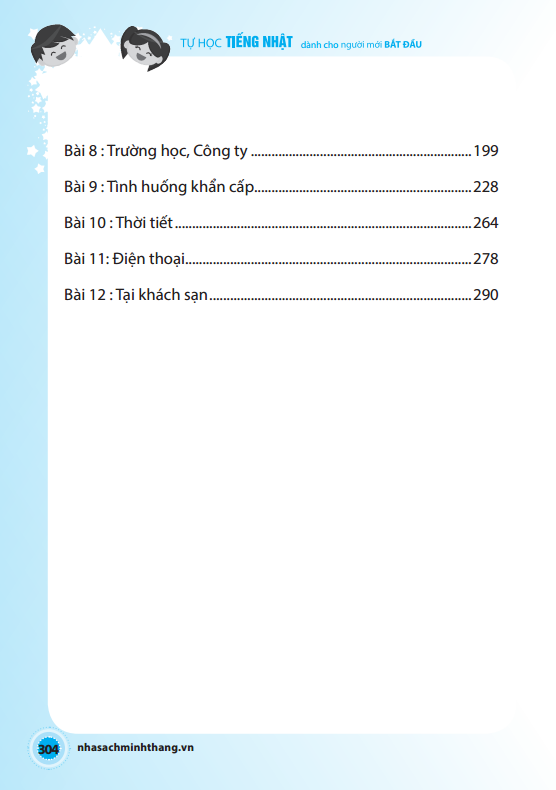 TỰ HỌC TIẾNG NHẬT dành cho người mới BẮT ĐẦU
Bài 8 : Trường học, Công ty ................................................................ 199
Bài 9 : Tình huống khẩn cấp............................................................... 228
Bài 10 : Thời tiết ...................................................................................... 264
Bài 11: Điện thoại................................................................................... 278
Bài 12 : Tại khách sạn ............................................................................ 290
304 nhasachminhthang.vn